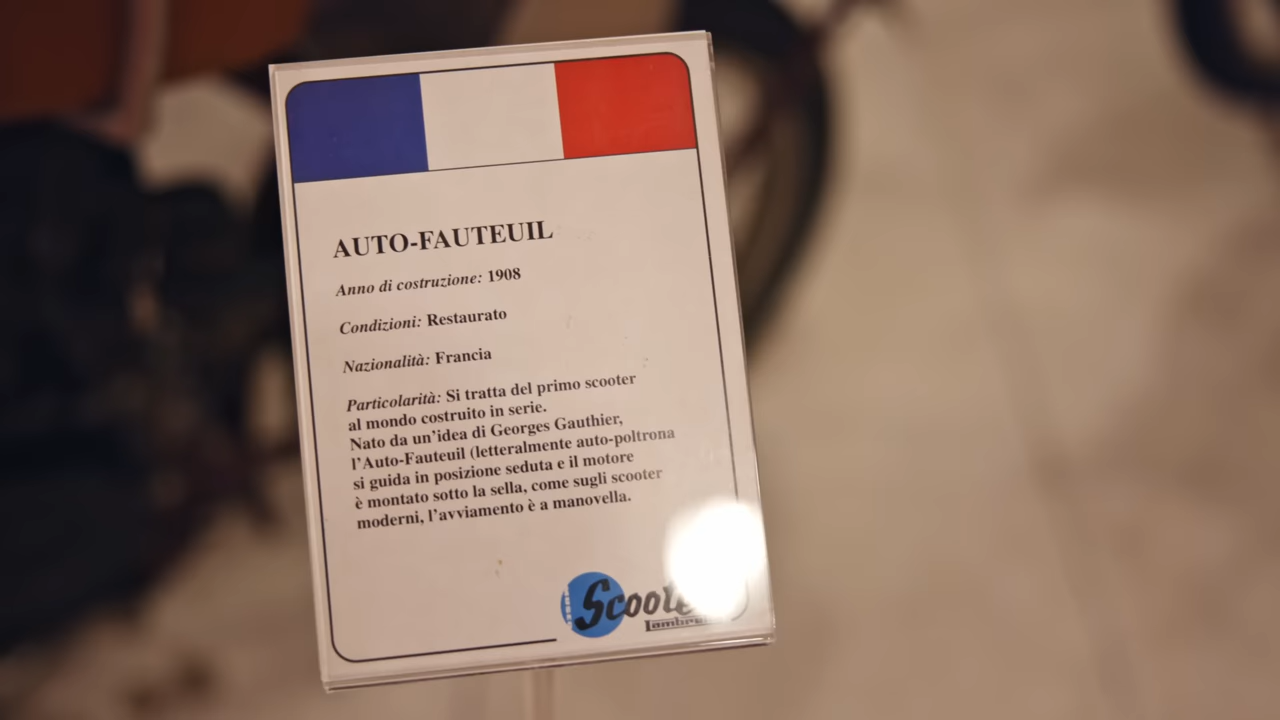 AUTO-FAUTEUIL
Anno di costruzione: 1908
Condizioni: Restaurato
Nazionalità: Francia
Particolarità: Si tratta del primo scooter
al mondo costruito in serie.
Nato da un'idea di Georges Gauthier,
l'Auto-Fauteuil (letteralmente auto-poltrona
si guida in posizione seduta e il motore
è montato sotto la sella, come sugli scooter
moderni, l'avviamento è a manovella.